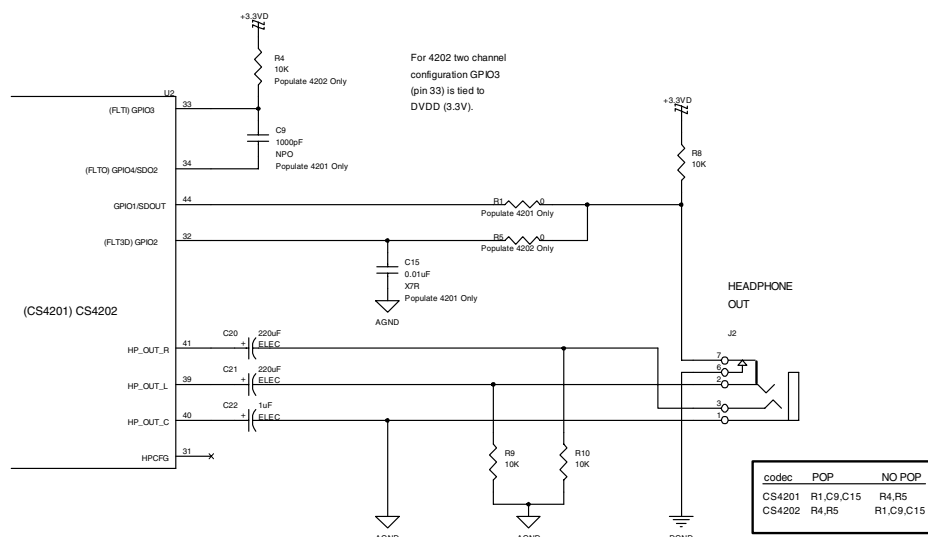 +3.3VD
R4
10K
Populate 4202 Only
For 4202 two channel
configuration GPIO3
(pin 33) is tied to
DVDD (3.3V).
U2
(FLTI) GPIO3
33
C9
1000pF
NPO
Populate 4201 Only
+3.3VD
R8
10K
(FLTO) GPIO4/SDO2
34
GPIO1/SDOUT
44
R1
0
Populate 4201 Only
(FLT3D) GPIO2
32
R5
0
Populate 4202 Only
C15
0.01uF
X7R
Populate 4201 Only
AGND
(CS4201) CS4202
HEADPHONE
OUT
J2
HP_OUT_R
41
C20
220uF
+
ELEC
7
6
2
3
1
HP_OUT_L
39
C21
220uF
+
ELEC
HP_OUT_C
40
C22
1uF
+
ELEC
HPCFG
31
R9
10K
R10
10K
AGND
AGND
DGND
codec POP NO POP
CS4201 R1,C9,C15 R4,R5
CS4202 R4,R5 R1,C9,C15